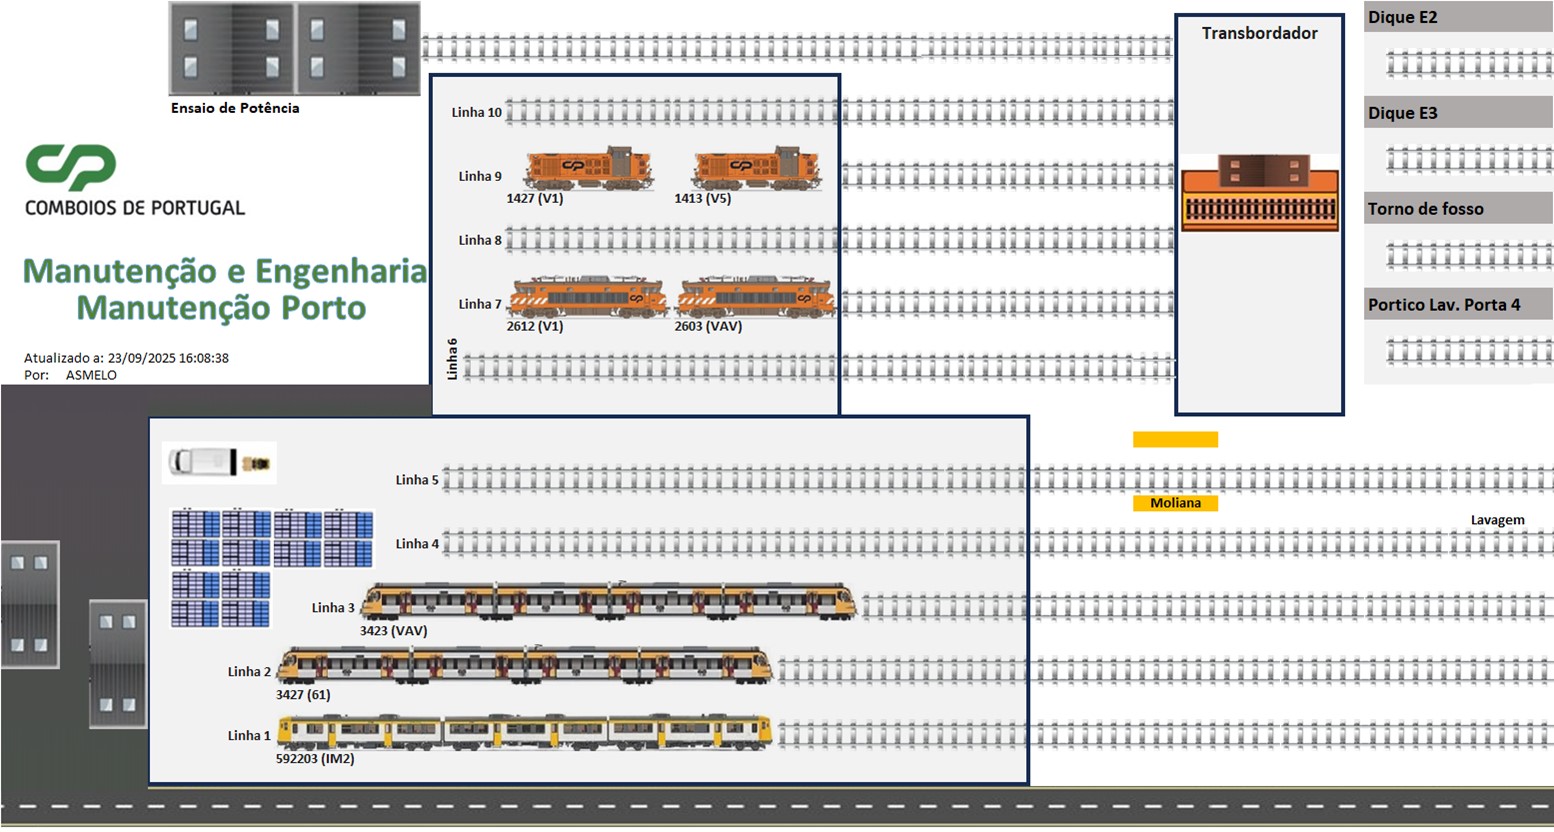 Ensaio de Potência
CP
COMBOIOS DE PORTUGAL
Manutenção e Engenharia
Manutenção Porto
Atualizado a: 23/09/2025 16:08:38
Por: ASMELO
Linha 10
Linha 9
1427 (V1)
1413 (V5)
Linha 8
Linha 7
2612 (V1)
2603 (VAV)
Linha6
Transbordador
Dique E2
Dique E3
Torno de fosso
Portico Lav. Porta 4
Linha 5
Moliana
Lavagem
Linha 4
Linha 3
3423 (VAV)
Linha 2
3427 (61)
Linha 1
592203 (IM2)